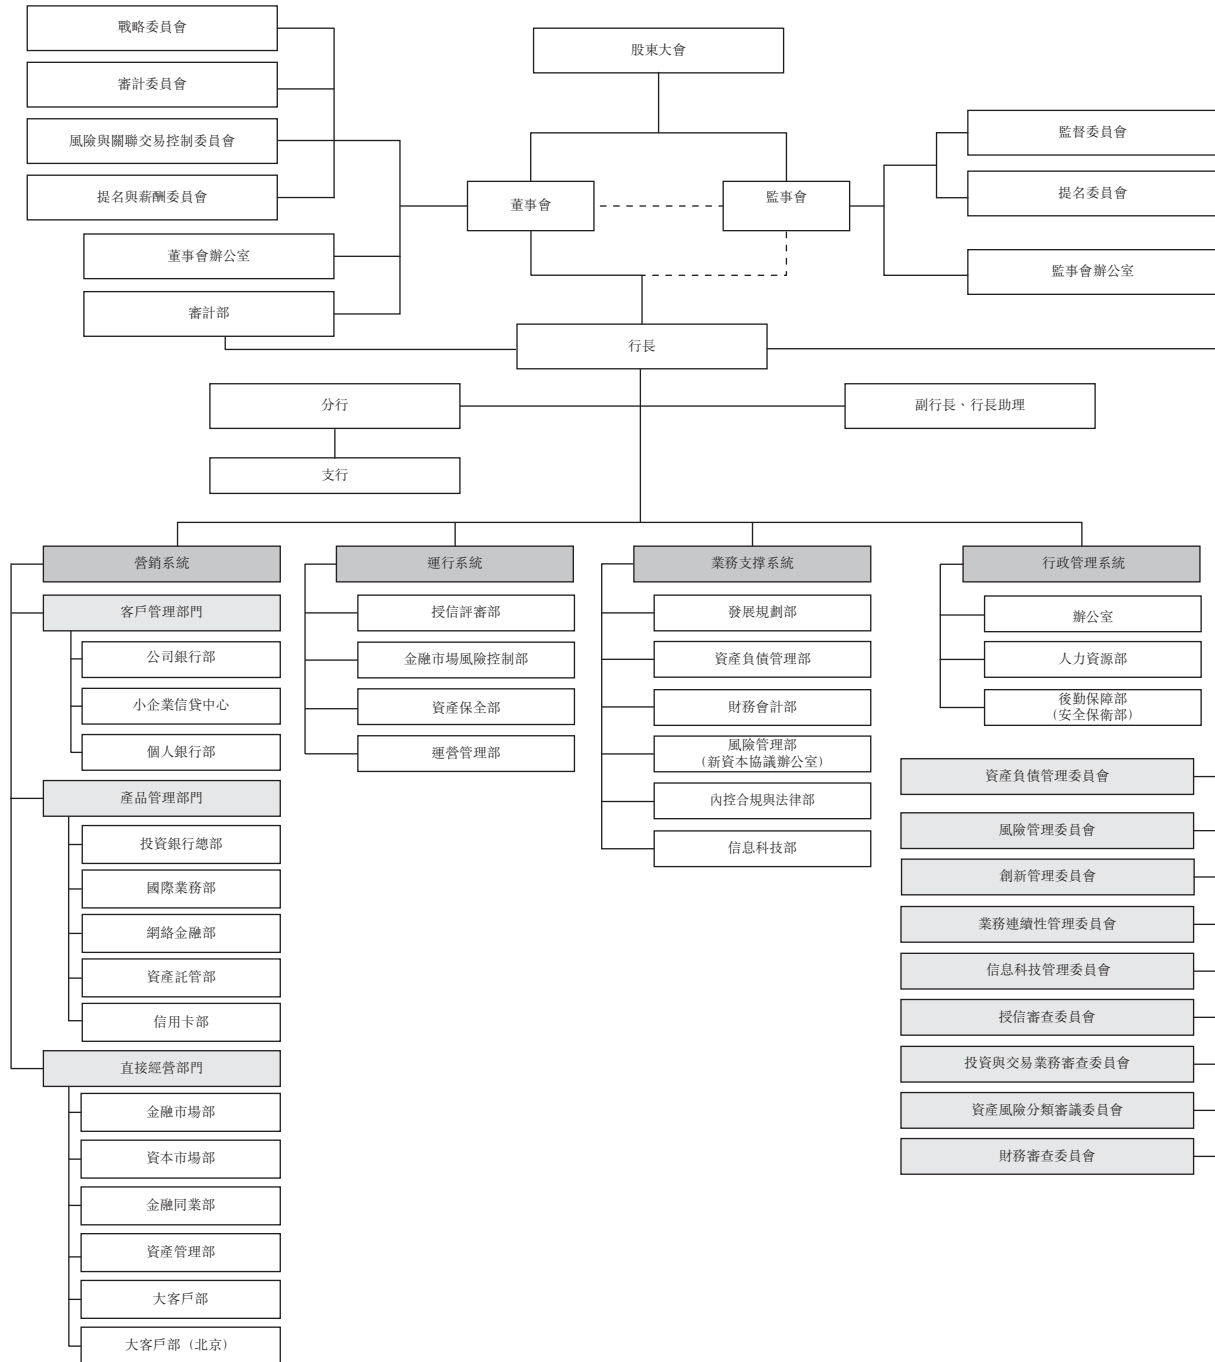 戰略委員會
股東大會
審計委員會
風險與關聯交易控制委員會
監督委員會
提名與薪酬委員會
董事會
監事會
提名委員會
董事會辦公室
監事會辦公室
審計部
行長
分行
副行長、行長助理
支行
營銷系統
客戶管理部門
公司銀行部
小企業信貸中心
個人銀行部
產品管理部門
投資銀行總部
國際業務部
網絡金融部
資產託管部
信用卡部
直接經營部門
金融市場部
資本市場部
金融同業部
資產管理部
大客戶部
大客戶部（北京）
運行系統
授信評審部
金融市場風險控制部
資產保全部
運營管理部
業務支撐系統
發展規劃部
資產負債管理部
財務會計部
風險管理部
（新資本協議辦公室）
內控合規與法律部
信息科技部
行政管理系統
辦公室
人力資源部
後勤保障部
（安全保衛部）
資產負債管理委員會
風險管理委員會
創新管理委員會
業務連續性管理委員會
信息科技管理委員會
授信審查委員會
投資與交易業務審查委員會
資產風險分類審議委員會
財務審查委員會